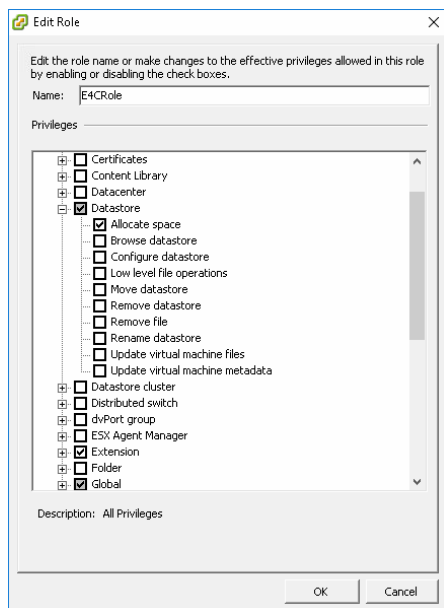 Edit Role
Edit the role name or make changes to the effective privileges allowed in this role
by enabling or disabling the check boxes.
Name: E4CRole
Privileges
Certificates
Content Library
Datacenter
Datastore
Allocate space
Browse datastore
Configure datastore
Low level file operations
Move datastore
Remove datastore
Remove file
Rename datastore
Update virtual machine files
Update virtual machine metadata
Datastore cluster
Distributed switch
dvPort group
ESX Agent Manager
Extension
Folder
Global
Description: All Privileges
OK Cancel